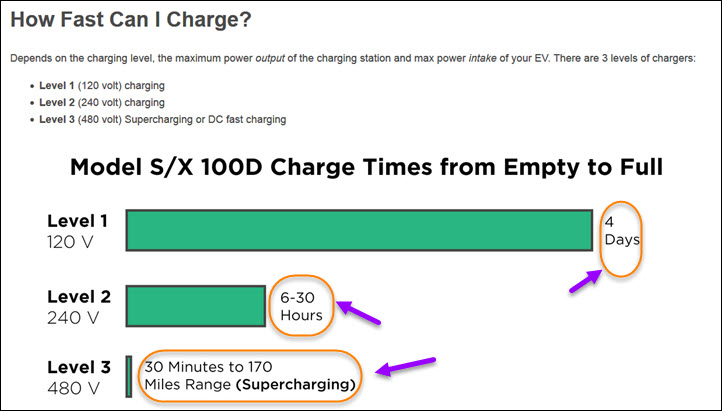 How Fast Can I Charge?
Depends on the charging level, the maximum power output of the charging station and max power intake of your EV. There are 3 levels of chargers:
• Level 1 (120 volt) charging
• Level 2 (240 volt) charging
• Level 3 (480 volt) Supercharging or DC fast charging
Model S/X 100D Charge Times from Empty to Full
Level 1
120 V
4
Days
Level 2
240 V
6-30
Hours
Level 3
480 V
30 Minutes to 170
Miles Range (Supercharging)